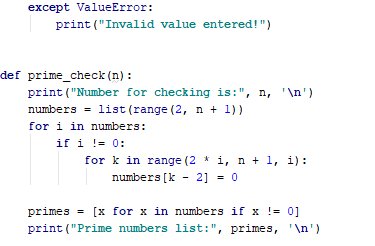 except ValueError:
print("Invalid value entered!")
def prime_check(n):
print("Number for checking is:", n, '\n')
numbers = list(range(2, n + 1))
for i in numbers:
if i != 0:
for k in range(2 * i, n + 1, i):
numbers[k - 2] = 0
primes = [x for x in numbers if x != 0]
print("Prime numbers list:", primes, '\n')